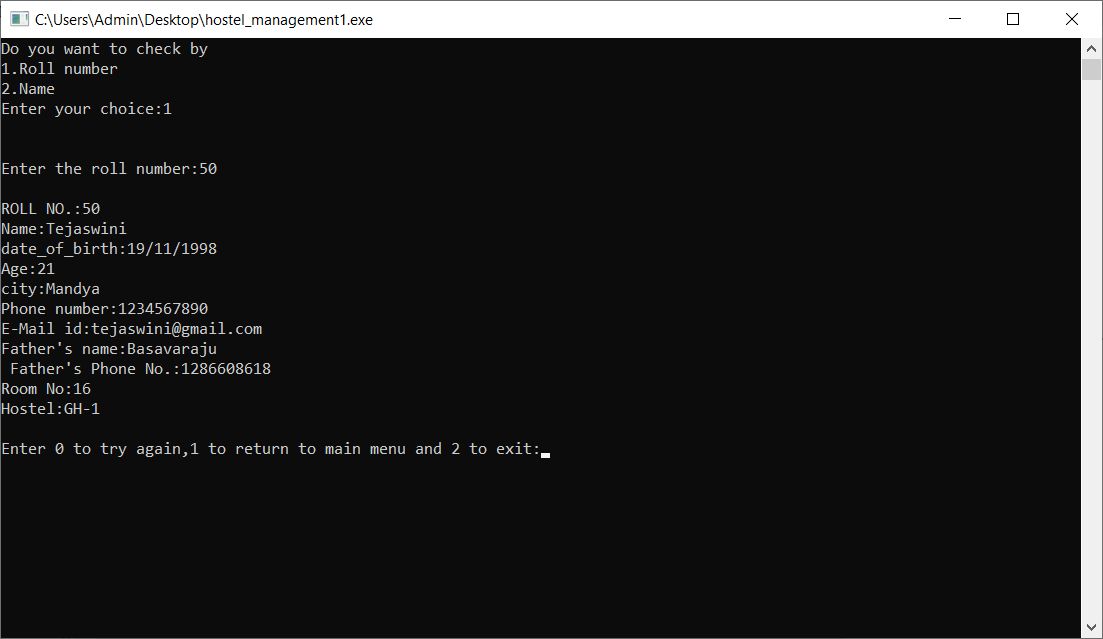 C:\Users\Admin\Desktop\hostel_management1.exe
Do you want to check by
1.Roll number
2.Name
Enter your choice:1
Enter the roll number:50
ROLL NO.:50
Name:Tejaswini
date_of_birth:19/11/1998
Age:21
city:Mandya
Phone number:1234567890
E-Mail id:tejaswini@gmail.com
Father's name:Basavaraju
Father's Phone No.:1286608618
Room No:16
Hostel:GH-1
Enter 0 to try again,1 to return to main menu and 2 to exit: